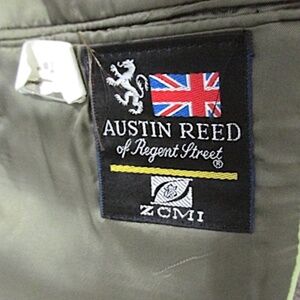 AUSTIN REED
of Regent Street ®
ZCMI